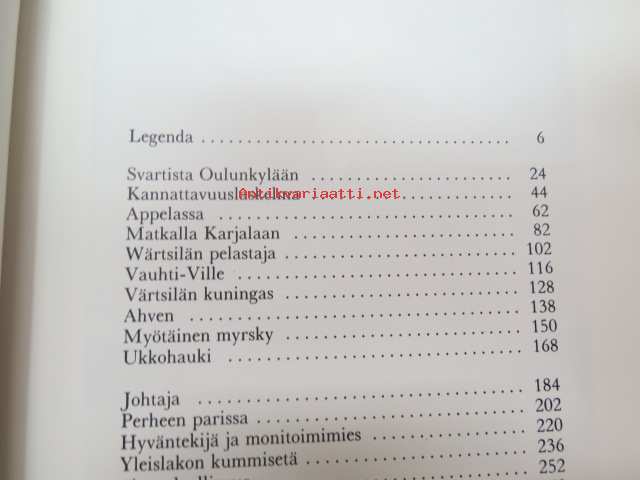 Legenda .................................. 6
Svartista Oulunkylään .................... 24
Kannattavuuslaskelma .................... 44
Appelassa .................... 62
Matkalla Karjalaan .................... 82
Wärtsilän pelastaja .................... 102
Vauhti-Ville .................... 116
Värtsilän kuningas .................... 128
Ahven .................... 138
Myötäinen myrsky .................... 150
Ukkohauki .................... 168
Johtaja .................... 184
Perheen parissa .................... 202
Hyväntekijä ja monitoimimies .................... 220
Yleislakon kummisetä .................... 236
.................... 252
Antikvariaatti.net